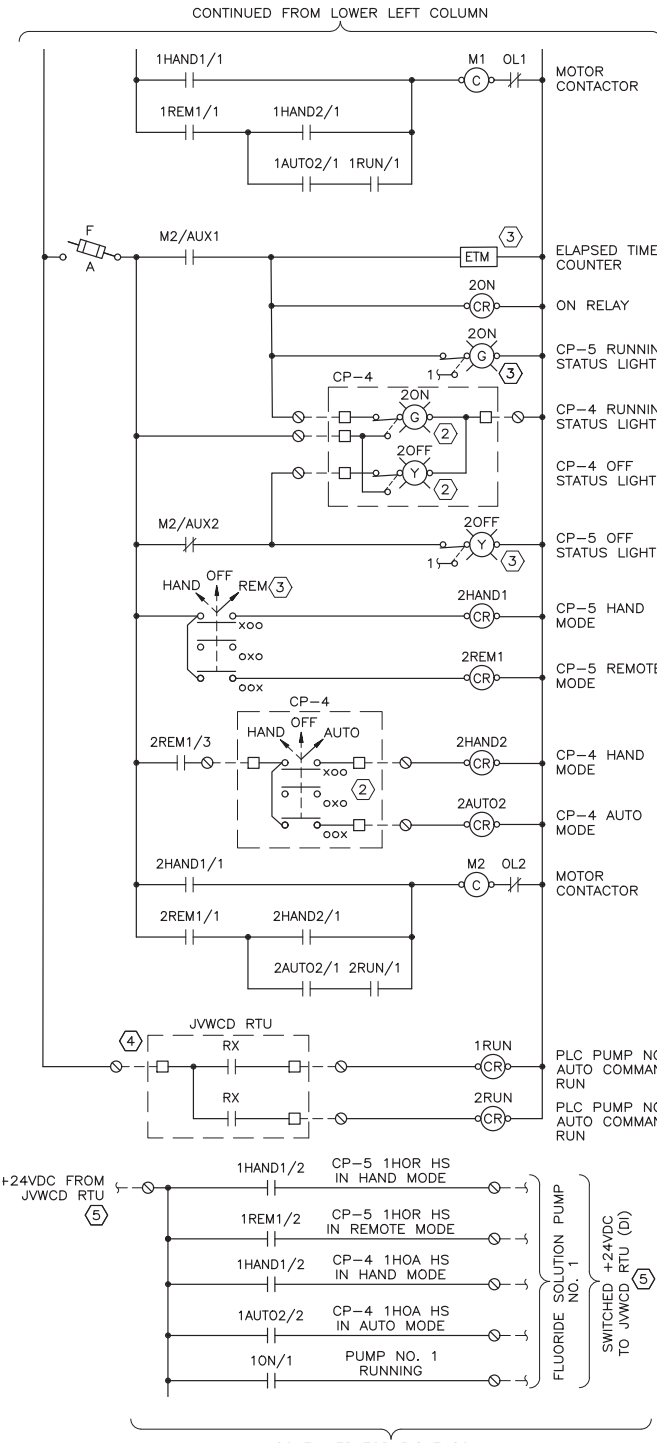 CONTINUED FROM LOWER LEFT COLUMN
1HAND1/1
M1 OL1
MOTOR
CONTACTOR
1REM1/1
1HAND2/1
1AUTO2/1 1RUN/1
F
A
M2/AUX1
ETM
3
ELAPSED TIME
COUNTER
2ON
CR
ON RELAY
2ON
G
1
3
CP-5 RUNNIN
STATUS LIGHT
CP-4
2ON
G
2
CP-4 RUNNIN
STATUS LIGHT
2OFF
Y
2
CP-4 OFF
STATUS LIGHT
M2/AUX2
2OFF
Y
1
3
CP-5 OFF
STATUS LIGHT
HAND OFF REM 3
XOO
OXO
OOX
2HAND1
CR
CP-5 HAND
MODE
2REM1
CR
CP-5 REMOTE
MODE
CP-4
HAND OFF AUTO
2REM1/3
XOO
OXO
OOX
2
2HAND2
CR
CP-4 HAND
MODE
2AUTO2
CR
CP-4 AUTO
MODE
2HAND1/1
M2 OL2
C
MOTOR
CONTACTOR
2REM1/1
2HAND2/1
2AUTO2/1 2RUN/1
JVWCD RTU
4
RX
1RUN
CR
PLC PUMP NO
AUTO COMMAN
RUN
RX
2RUN
CR
PLC PUMP NO
AUTO COMMAN
RUN
+24VDC FROM
JVWCD RTU
5
1HAND1/2
CP-5 1HOR HS
IN HAND MODE
1REM1/2
CP-5 1HOR HS
IN REMOTE MODE
1HAND1/2
CP-4 1HOA HS
IN HAND MODE
1AUTO2/2
CP-4 1HOA HS
IN AUTO MODE
1ON/1
PUMP NO. 1
RUNNING
FLUORIDE SOLUTION PUMP
NO. 1
SWITCHED +24VDC
TO JVWCD RTU (DI)
5